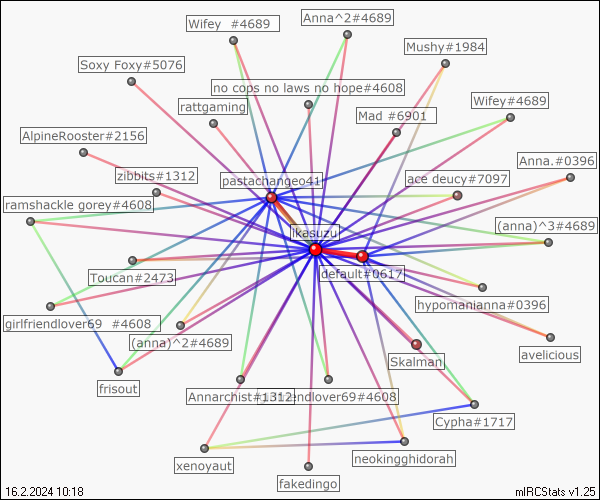 Wifey  #4689
Anna^2#4689
Mushy#1984
Soxy Foxy#5076
no cops no laws no hope#4608
rattgaming
Mad #6901
Wifey#4689
AlpineRooster#2156
zibbits#1312
pastachangeo41
ace deucy#7097
Anna.#0396
ramshackle gorey#4608
ikasuzu
(anna)^3#4689
Toucan#2473
default#0617
hypomanianna#0396
girlfriendlover69  #4608
(anna)^2#4689
avelicious
Skalman
frisout
Annarchist#1312
endlover69#4608
Cypha#1717
xenoyaut
neokingghidorah
fakedingo
16.2.2024 10:18
mIRCStats v1.25